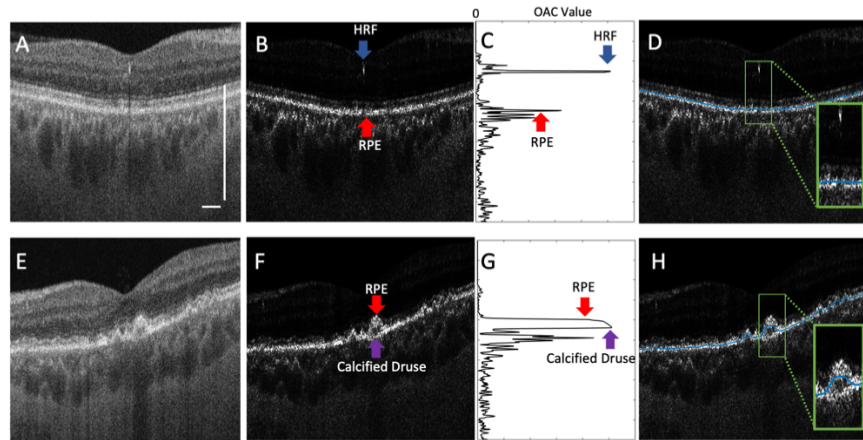 A
B
HRF
RPE
0
OAC Value
C
HRF
RPE
D
E
F
RPE
Calcified Druse
G
RPE
Calcified Druse
H